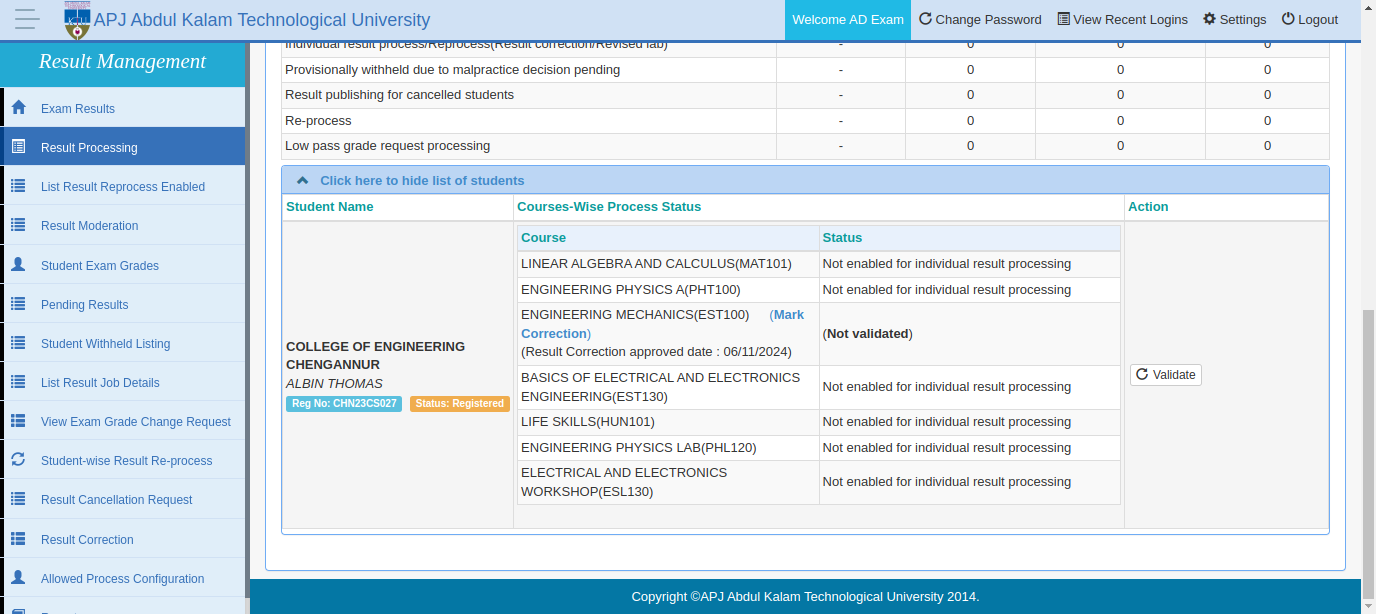 APJ Abdul Kalam Technological University
Welcome AD Exam
Change Password
View Recent Logins
Settings
Logout
Result Management
Exam Results
Result Processing
List Result Reprocess Enabled
Result Moderation
Student Exam Grades
Pending Results
Student Withheld Listing
List Result Job Details
View Exam Grade Change Request
Student-wise Result Re-process
Result Cancellation Request
Result Correction
Allowed Process Configuration
Individual result process/Reprocess(Result correction/Revised lab) - 0 0 0
Provisionally withheld due to malpractice decision pending - 0 0 0
Result publishing for cancelled students - 0 0 0
Re-process - 0 0 0
Low pass grade request processing - 0 0 0
Click here to hide list of students
Student Name Courses-Wise Process Status Action
COLLEGE OF ENGINEERING
CHENGANNUR
ALBIN THOMAS
Reg No: CHN23CS027 Status: Registered
Course Status
LINEAR ALGEBRA AND CALCULUS(MAT101) Not enabled for individual result processing
ENGINEERING PHYSICS A(PHT100) Not enabled for individual result processing
ENGINEERING MECHANICS(EST100) (Mark
Correction)
(Result Correction approved date : 06/11/2024)
(Not validated)
BASICS OF ELECTRICAL AND ELECTRONICS
ENGINEERING(EST130)
Not enabled for individual result processing
LIFE SKILLS(HUN101) Not enabled for individual result processing
ENGINEERING PHYSICS LAB(PHL120) Not enabled for individual result processing
ELECTRICAL AND ELECTRONICS
WORKSHOP(ESL130)
Not enabled for individual result processing
Validate
Copyright ©APJ Abdul Kalam Technological University 2014.